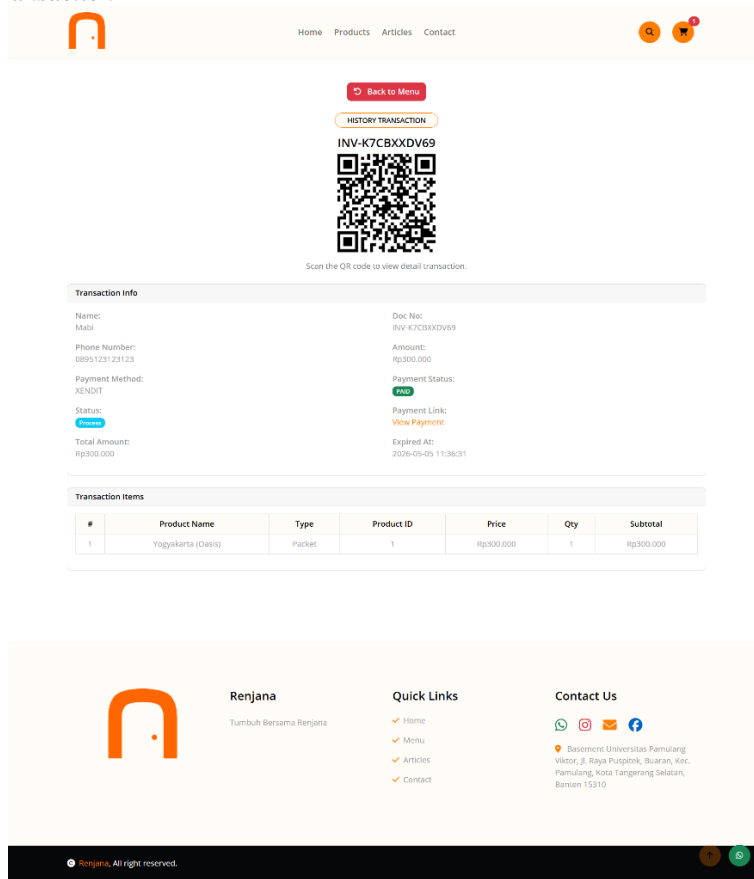 Home Products Articles Contact
1
Back to Menu
HISTORY TRANSACTION
INV-K7CBXXDV69
Scan the QR code to view detail transaction.
Transaction Info
Name:
Mabi
Doc No:
INV-K7CBXXDV69
Phone Number:
0895123123123
Amount:
Rp300.000
Payment Method:
XENDIT
Payment Status:
PAID
Status:
Process
Payment Link:
View Payment
Total Amount:
Rp300.000
Expired At:
2026-05-05 11:36:31
Transaction Items
# Product Name Type Product ID Price Qty Subtotal
1 Yogyakarta (Oasis) Packet 1 Rp300.000 1 Rp300.000
Renjana
Tumbuh Bersama Renjana
Quick Links
Home
Menu
Articles
Contact
Contact Us
Basement Universitas Pamulang
Viktor, Jl. Raya Puspitek, Buaran, Kec.
Pamulang, Kota Tangerang Selatan,
Banten 15310
Renjana, All right reserved.